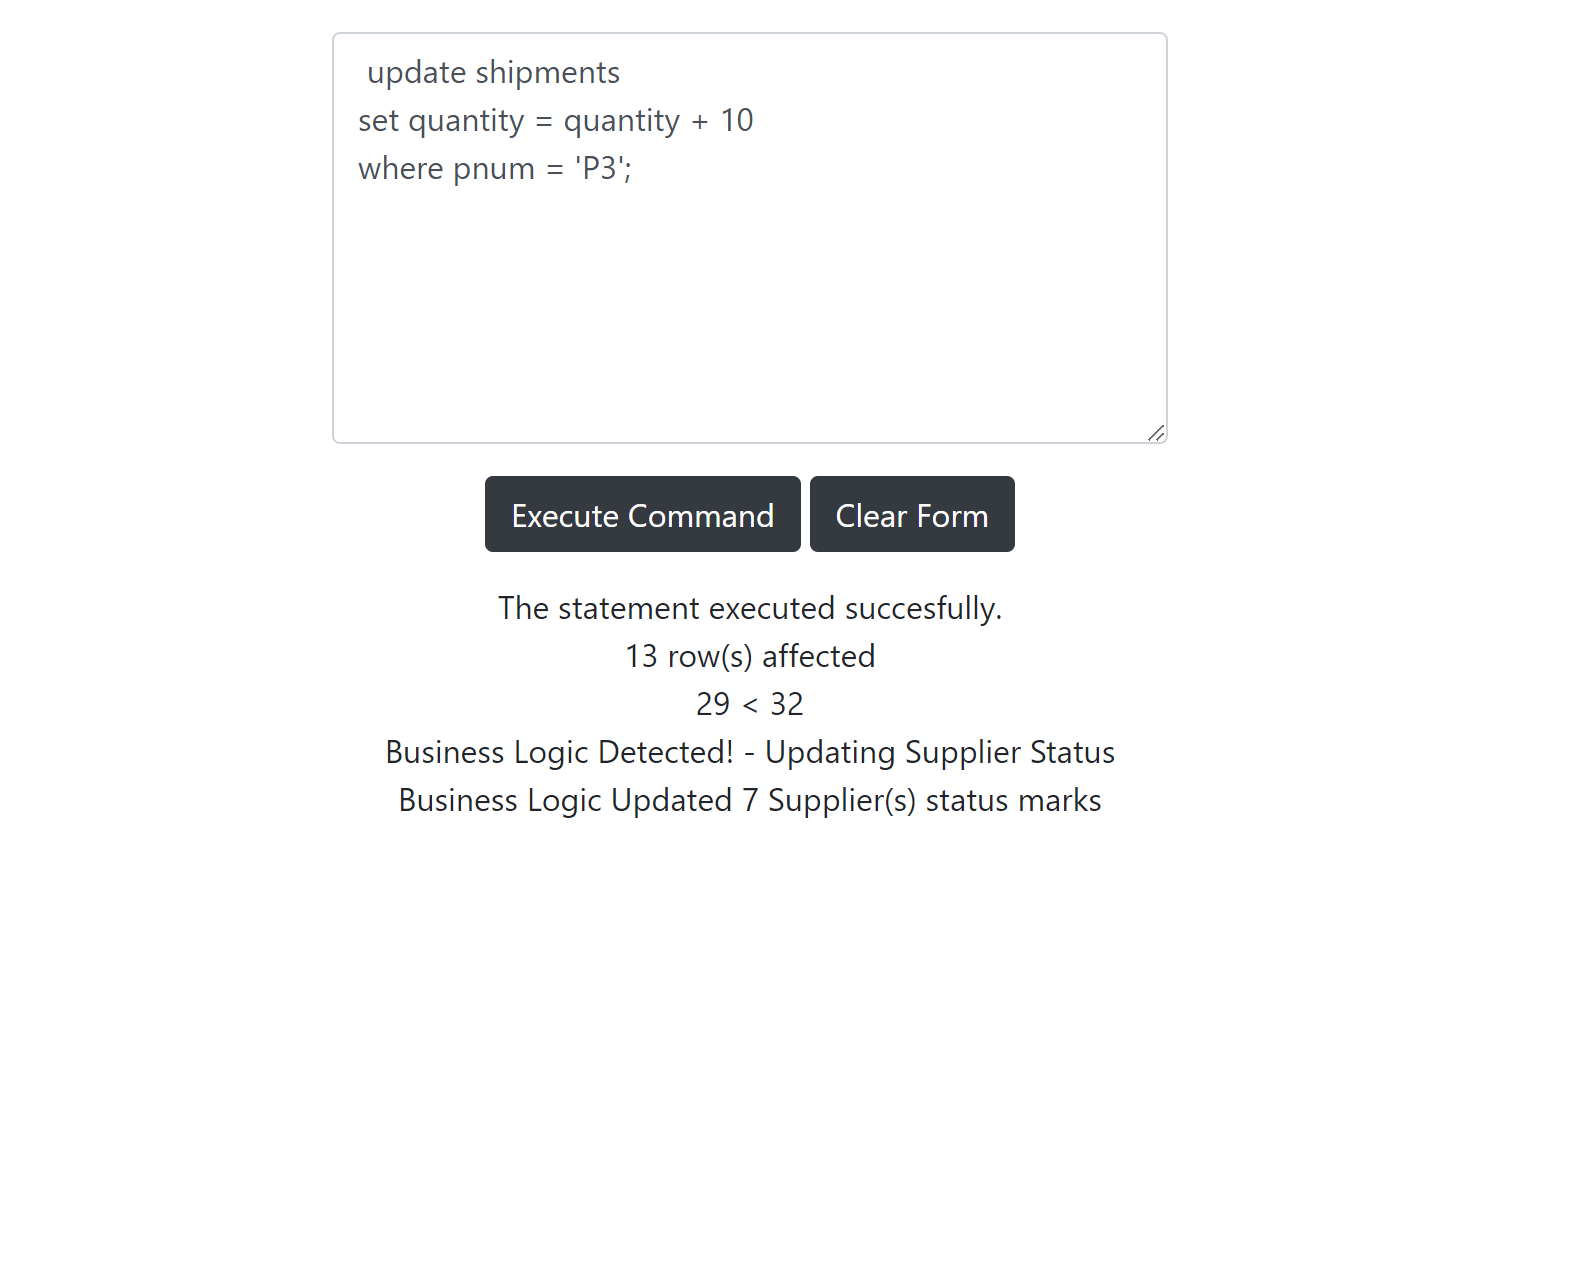 update shipments
set quantity = quantity + 10
where pnum = 'P3';
Execute Command Clear Form
The statement executed succesfully.
13 row(s) affected
29 < 32
Business Logic Detected! - Updating Supplier Status
Business Logic Updated 7 Supplier(s) status marks